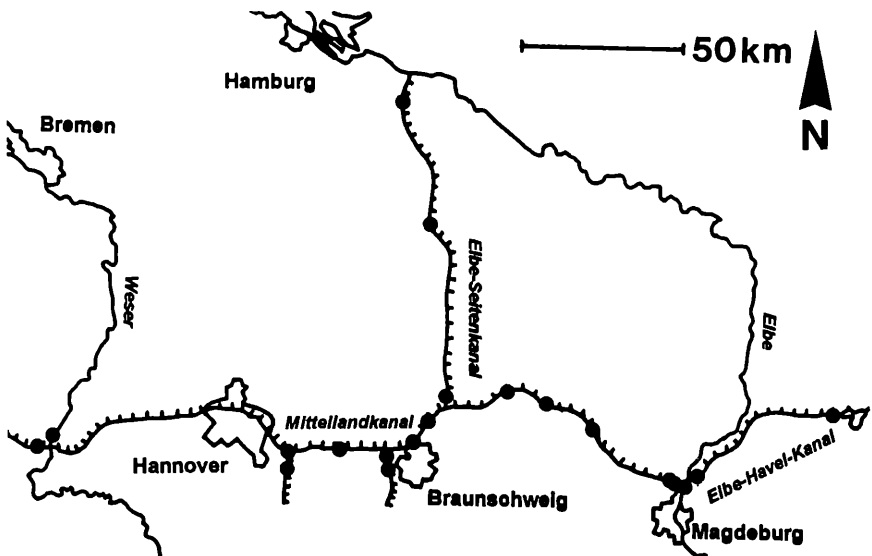 50km
Hamburg
N
Bremen
Weser
Elbe-Seitenkanal
Elbe
Mittellandkanal
Hannover
Braunschweig
Elbe-Havel-Kanal
Magdeburg